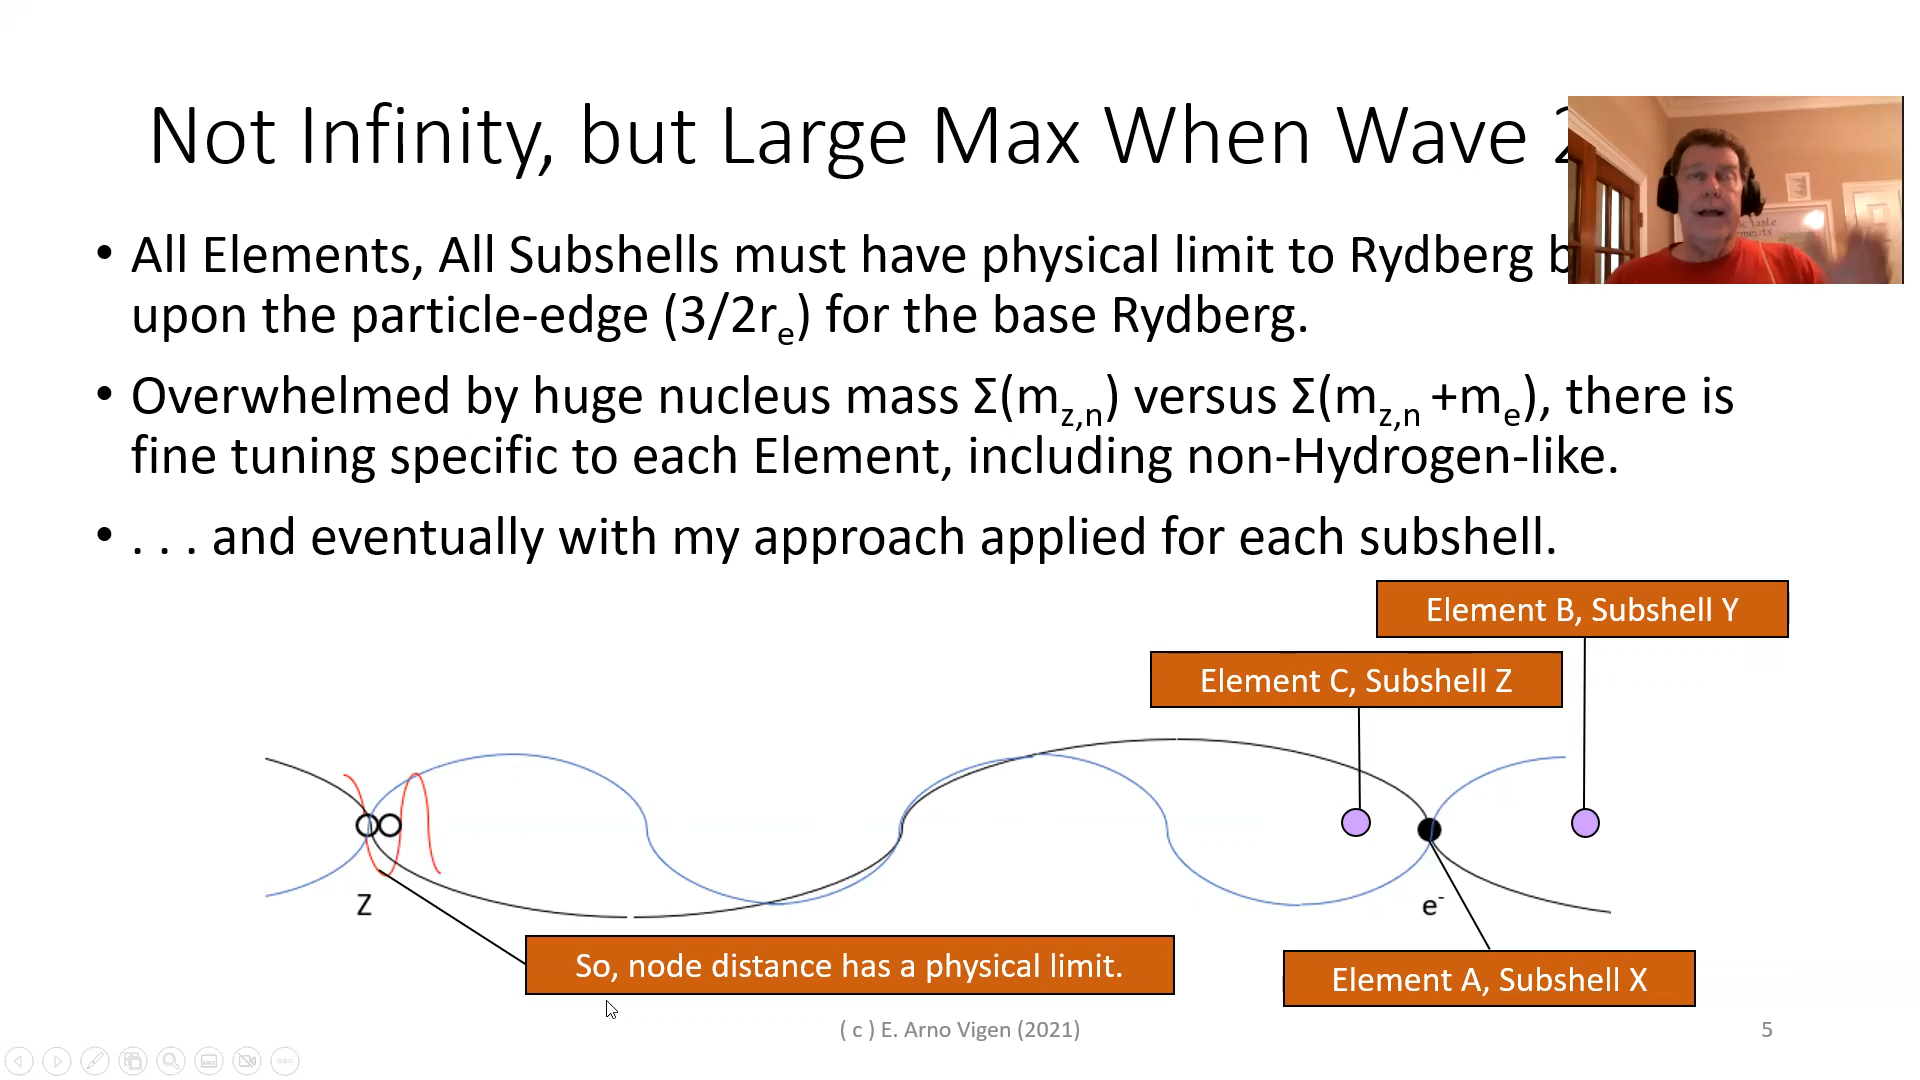 Not Infinity, but Large Max When Wave
• All Elements, All Subshells must have physical limit to Rydberg
upon the particle-edge (3/2rₑ) for the base Rydberg.
• Overwhelmed by huge nucleus mass Σ(m_z,n) versus Σ(m_z,n +mₑ), there is
fine tuning specific to each Element, including non-Hydrogen-like.
• . . . and eventually with my approach applied for each subshell.
Element B, Subshell Y
Element C, Subshell Z
Z
e⁻
So, node distance has a physical limit.
Element A, Subshell X
( c ) E. Arno Vigen (2021)
5